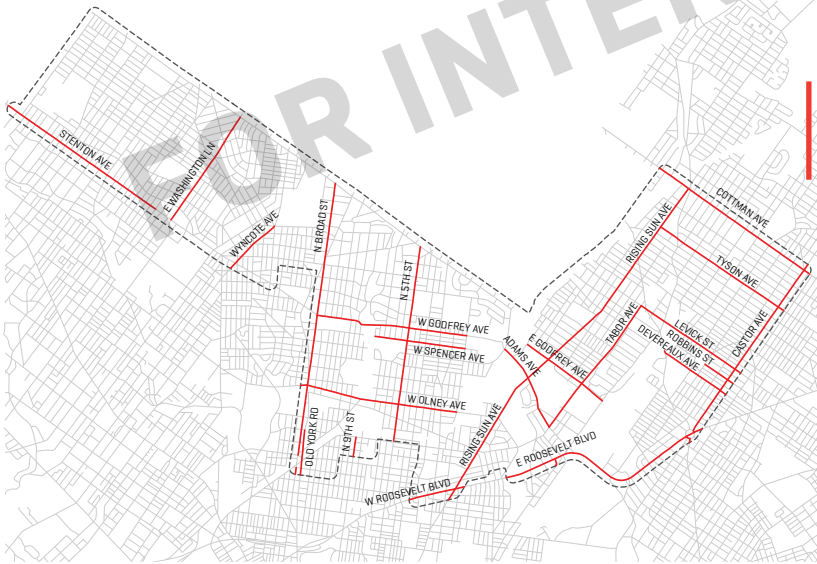 FOR INTER
STENTON AVE
E WASHINGTON LN
WYNCOTE AVE
N BROAD ST
N 5TH ST
W GODFREY AVE
W SPENCER AVE
W OLNEY AVE
OLD YORK RD
N 9TH ST
W ROOSEVELT BLVD
RISING SUN AVE
E ROOSEVELT BLVD
ADAMS AVE
E GODFREY AVE
TABOR AVE
RISING SUN AVE
COTTMAN AVE
TYSON AVE
LEVICK ST
ROBBINS ST
DEVEREAUX AVE
CASTOR AVE